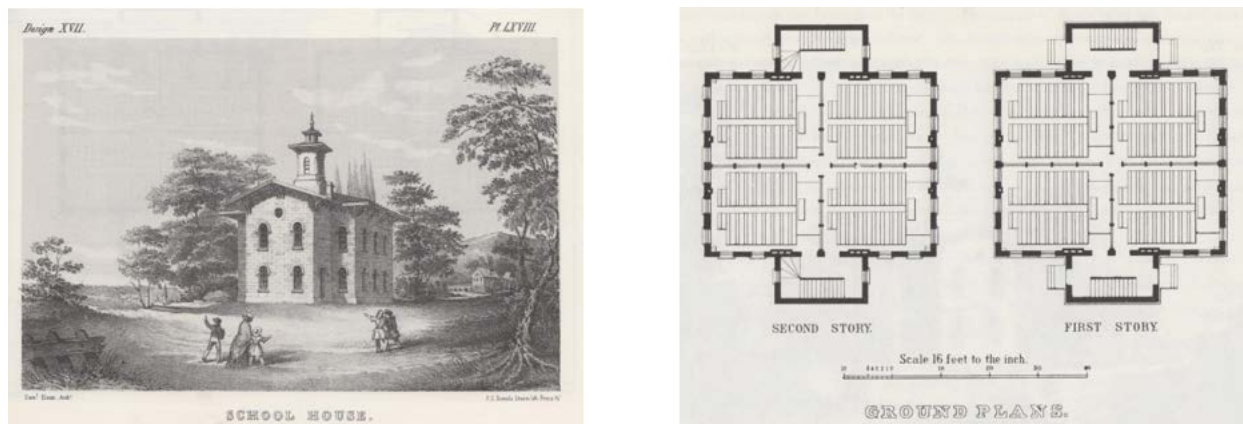 Design XVII.
Pl. LXVIII.
SCHOOL HOUSE.
SECOND STORY.
FIRST STORY.
Scale 16 feet to the inch.
GROUND PLANS.